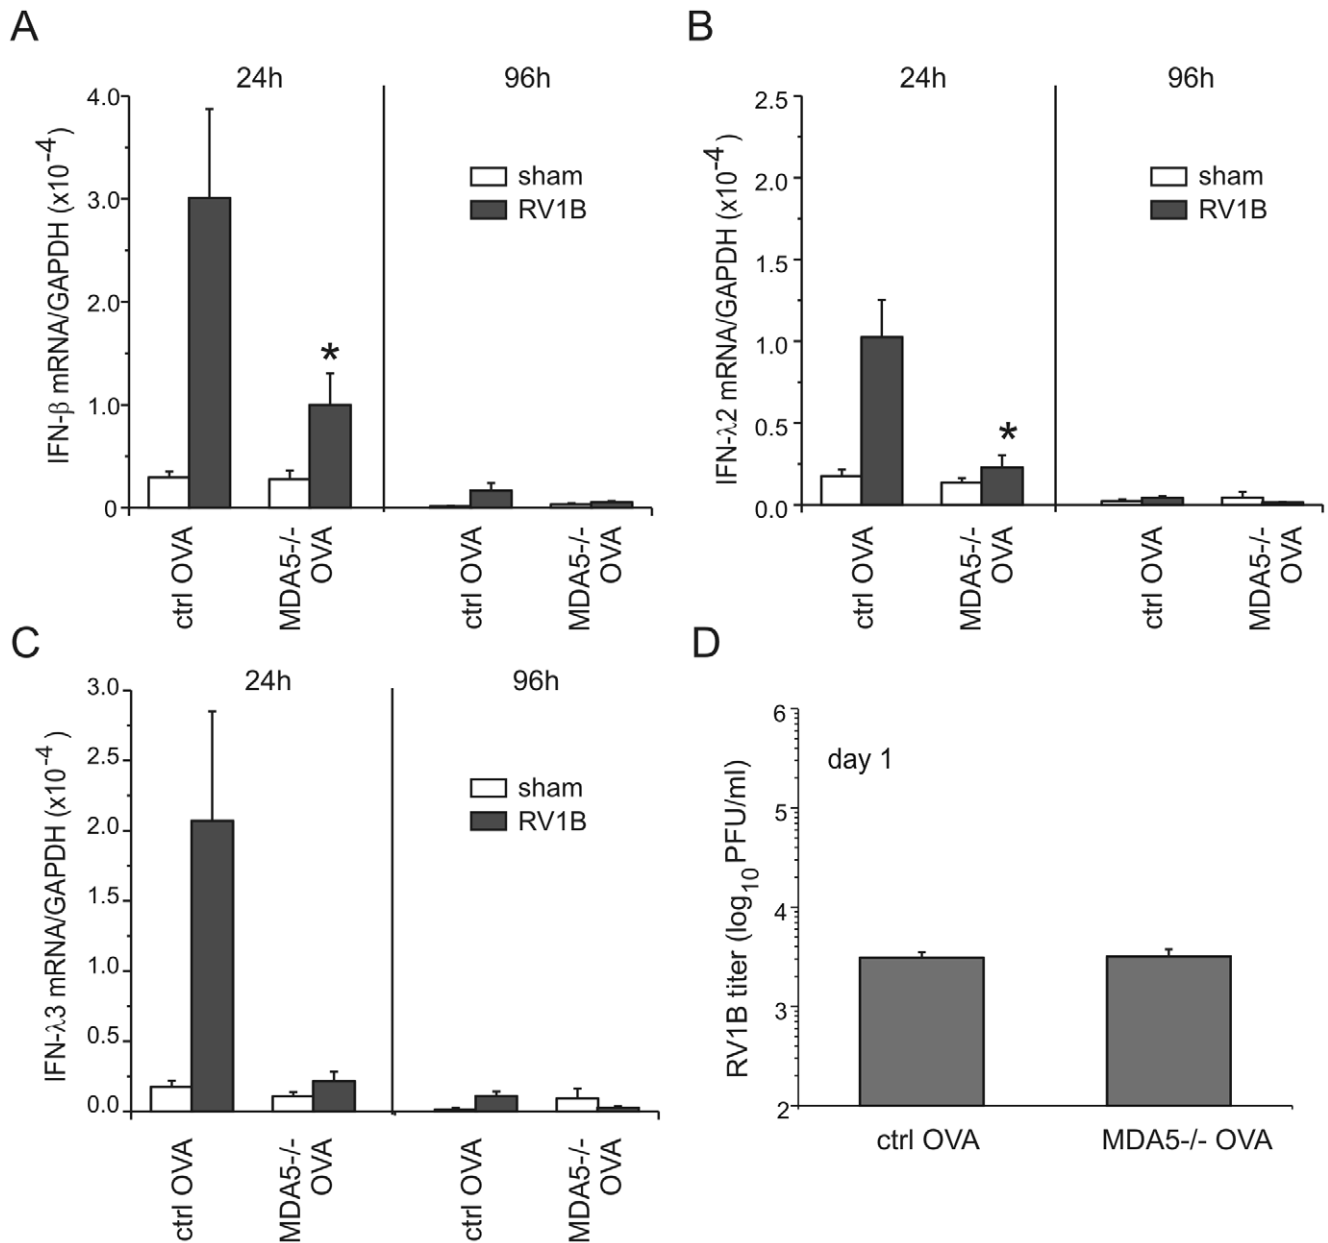 A
24h
96h
IFN-β mRNA/GAPDH (x10-4)
4.0
3.0
2.0
1.0
0
sham
RV1B
*
ctrl OVA
MDA5-/-
OVA
ctrl OVA
MDA5-/-
OVA
B
24h
96h
IFN-λ2 mRNA/GAPDH (x10-4)
2.5
2.0
1.5
1.0
0.5
0.0
sham
RV1B
*
ctrl OVA
MDA5-/-
OVA
ctrl OVA
MDA5-/-
OVA
C
24h
96h
IFN-λ3 mRNA/GAPDH (x10-4)
3.0
2.5
2.0
1.5
1.0
0.5
0.0
sham
RV1B
ctrl OVA
MDA5-/-
OVA
ctrl OVA
MDA5-/-
OVA
D
day 1
RV1B titer (log10PFU/ml)
6
5
4
3
2
ctrl OVA
MDA5-/- OVA